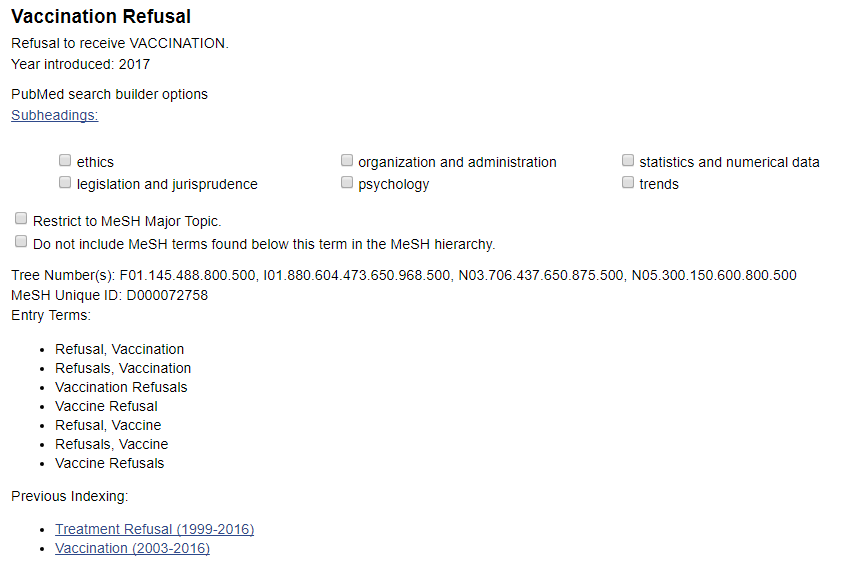 Vaccination Refusal
Refusal to receive VACCINATION.
Year introduced: 2017
PubMed search builder options
Subheadings:
ethics organization and administration statistics and numerical data
legislation and jurisprudence psychology trends
Restrict to MeSH Major Topic.
Do not include MeSH terms found below this term in the MeSH hierarchy.
Tree Number(s): F01.145.488.800.500, I01.880.604.473.650.968.500, N03.706.437.650.875.500, N05.300.150.600.800.500
MeSH Unique ID: D000072758
Entry Terms:
• Refusal, Vaccination
• Refusals, Vaccination
• Vaccination Refusals
• Vaccine Refusal
• Refusal, Vaccine
• Refusals, Vaccine
• Vaccine Refusals
Previous Indexing:
• Treatment Refusal (1999-2016)
• Vaccination (2003-2016)